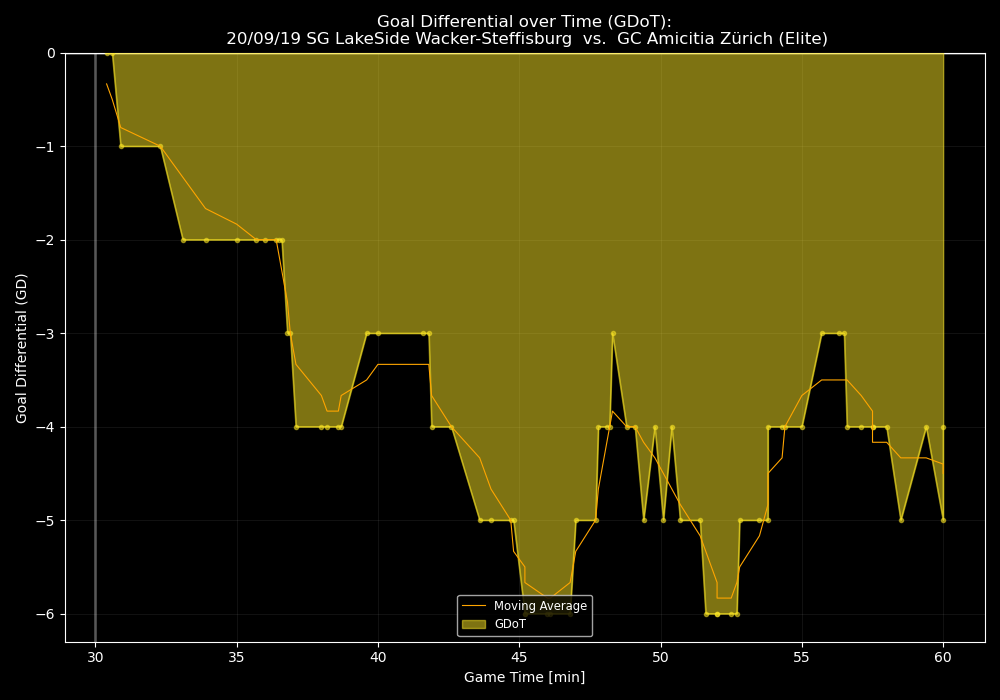 Goal Differential over Time (GDoT):
20/09/19 SG LakeSide Wacker-Steffisburg vs. GC Amicitia Zürich (Elite)
Goal Differential (GD)
0
−1
−2
−3
−4
−5
−6
Moving Average
GDoT
30 35 40 45 50 55 60
Game Time [min]